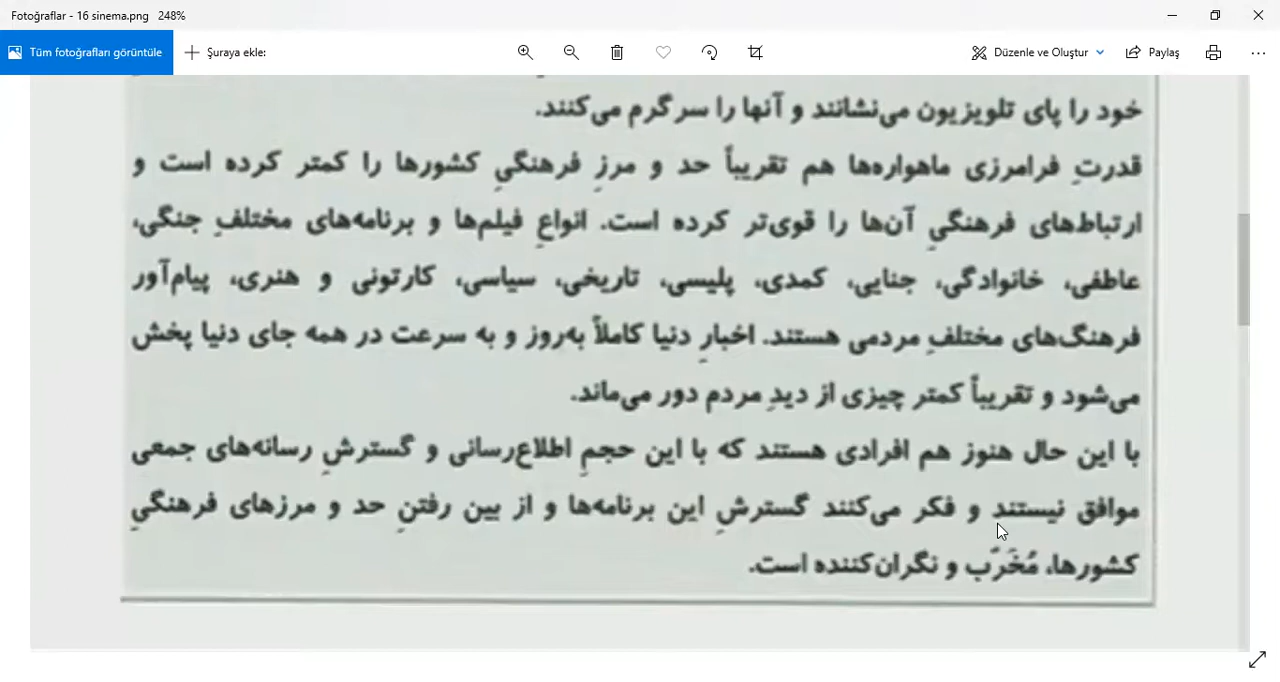 Fotoğraflar - 16 sinema.png   248%
Tüm fotoğrafları görüntüle   Şuraya ekle:   Düzenle ve Oluştur   Paylaş
خود را پای تلویزیون می‌نشانند و آنها را سرگرم می‌کنند.
قدرتِ فرامرزی ماهواره‌ها هم تقریباً حد و مرزِ فرهنگیِ کشورها را کمتر کرده است و
ارتباط‌های فرهنگیِ آن‌ها را قوی‌تر کرده است. انواعِ فیلم‌ها و برنامه‌های مختلفِ جنگی،
عاطفی، خانوادگی، جنایی، کمدی، پلیسی، تاریخی، سیاسی، کارتونی و هنری، پیام‌آور
فرهنگ‌های مختلفِ مردمی هستند. اخبارِ دنیا کاملاً به‌روز و به سرعت در همه جای دنیا پخش
می‌شود و تقریباً کمتر چیزی از دیدِ مردم دور می‌ماند.
با این حال هنوز هم افرادی هستند که با این حجمِ اطلاع‌رسانی و گسترشِ رسانه‌های جمعی
موافق نیستند و فکر می‌کنند گسترشِ این برنامه‌ها و از بین رفتنِ حد و مرزهای فرهنگیِ
کشورها، مُخَرّب و نگران‌کننده است.